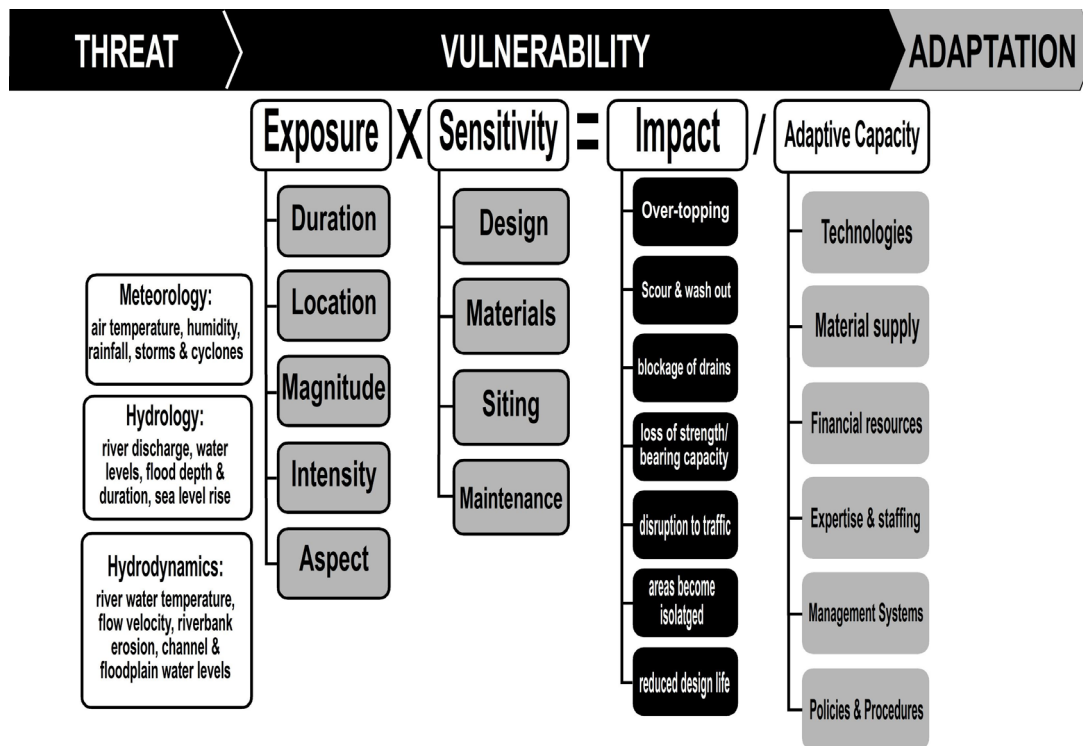 THREAT
VULNERABILITY
ADAPTATION
Exposure
X
Sensitivity
=
Impact
/
Adaptive Capacity
Meteorology:
air temperature, humidity,
rainfall, storms & cyclones
Hydrology:
river discharge, water
levels, flood depth &
duration, sea level rise
Hydrodynamics:
river water temperature,
flow velocity, riverbank
erosion, channel &
floodplain water levels
Duration
Location
Magnitude
Intensity
Aspect
Design
Materials
Siting
Maintenance
Over-topping
Scour & wash out
blockage of drains
loss of strength/
bearing capacity
disruption to traffic
areas become
isolatged
reduced design life
Technologies
Material supply
Financial resources
Expertise & staffing
Management Systems
Policies & Procedures